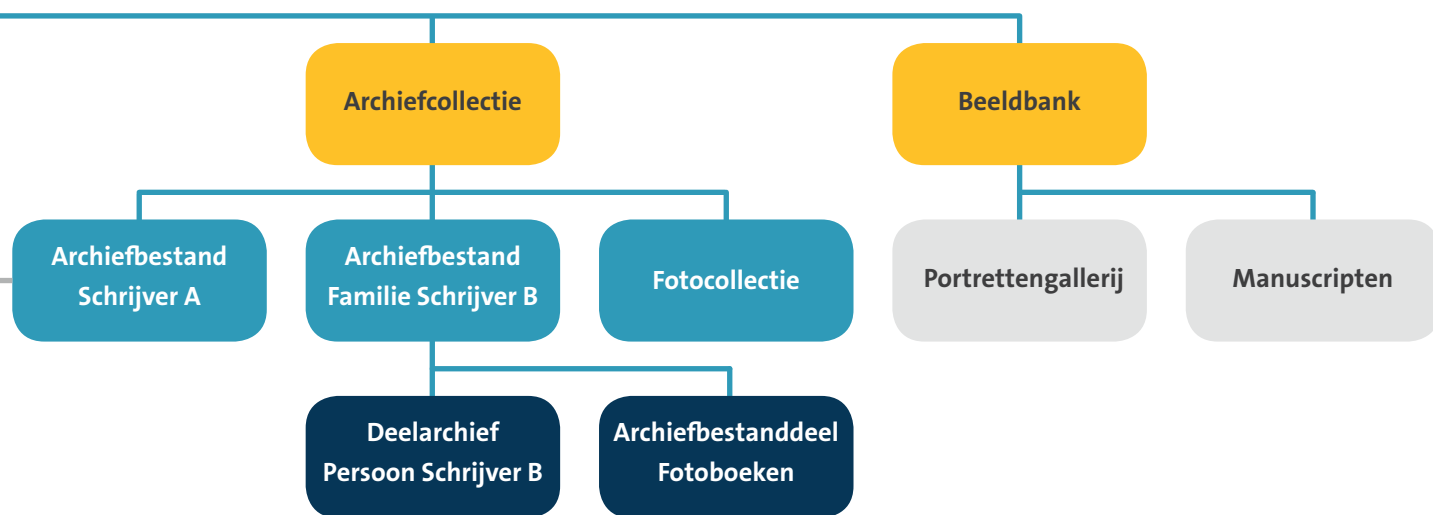 Archiefcollectie
Beeldbank
Archiefbestand
Schrijver A
Archiefbestand
Familie Schrijver B
Fotocollectie
Portrettengallerij
Manuscripten
Deelarchief
Persoon Schrijver B
Archiefbestanddeel
Fotoboeken